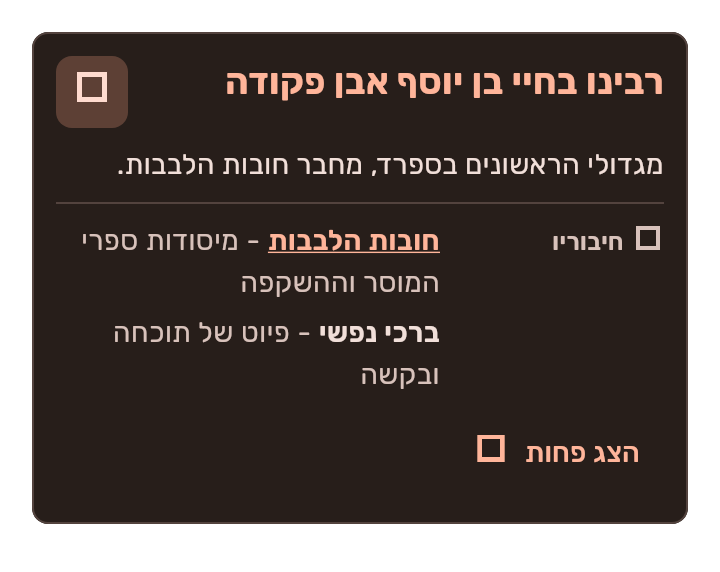 רבינו בחיי בן יוסף אבן פקודה
מגדולי הראשונים בספרד, מחבר חובות הלבבות.
חיבוריו
חובות הלבבות - מיסודות ספרי
המוסר וההשקפה
ברכי נפשי - פיוט של תוכחה
ובקשה
הצג פחות